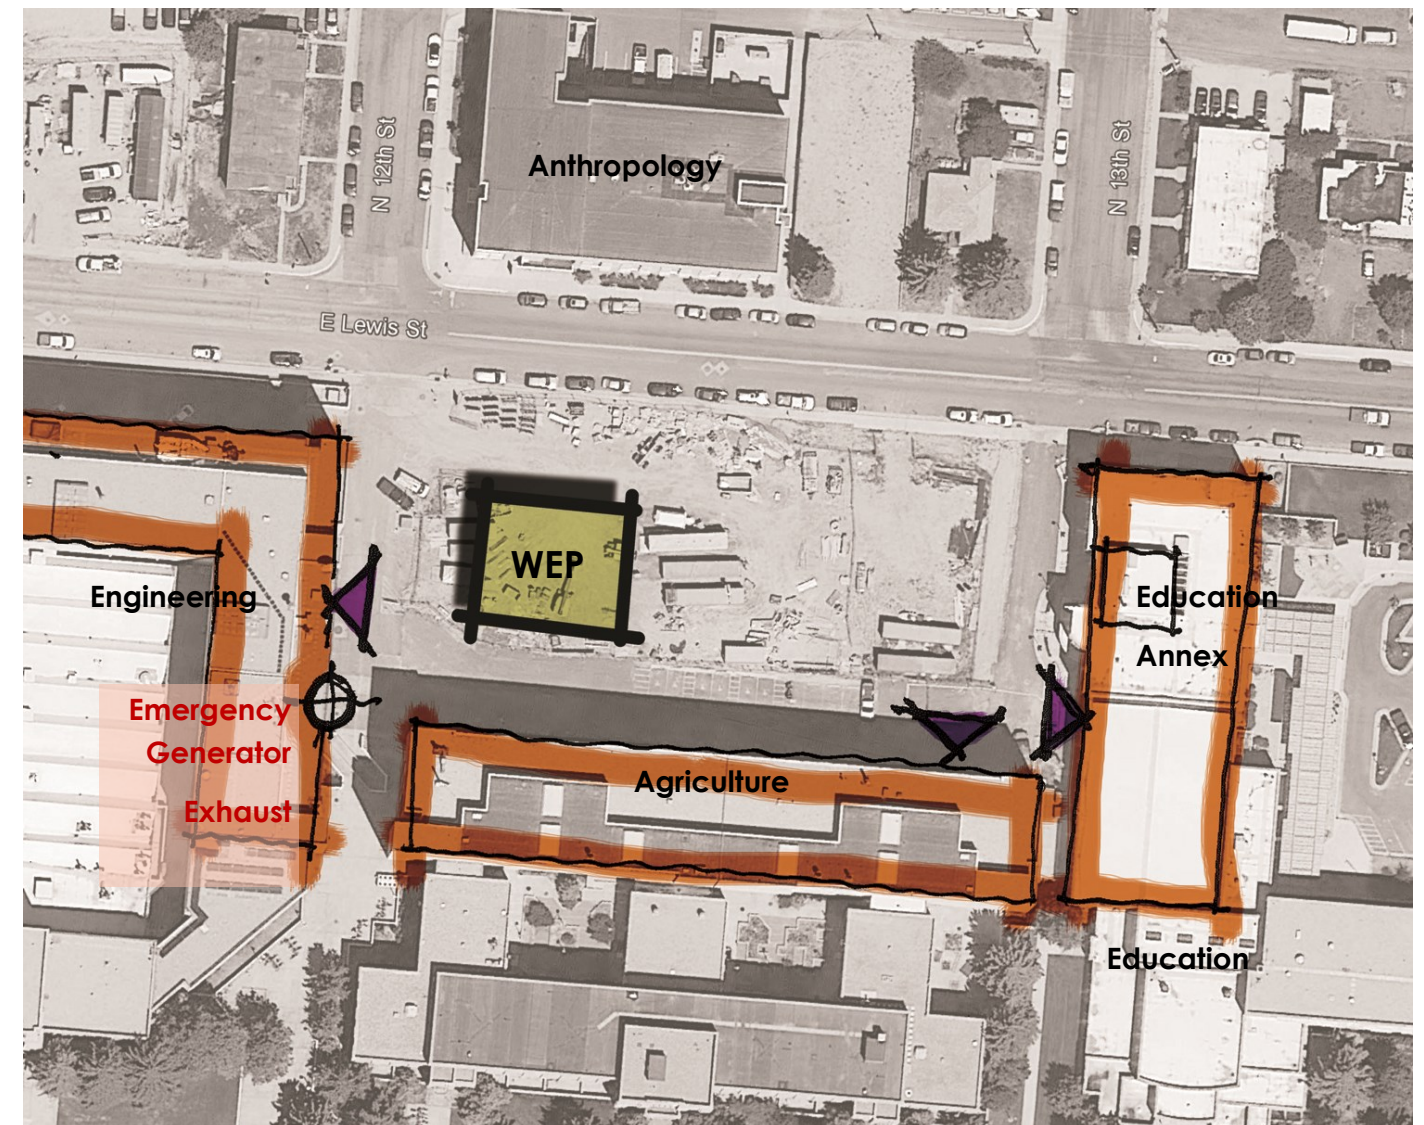 Anthropology
N 12th St
N 13th St
E Lewis St
WEP
Engineering
Education
Annex
Emergency
Generator
Exhaust
Agriculture
Education